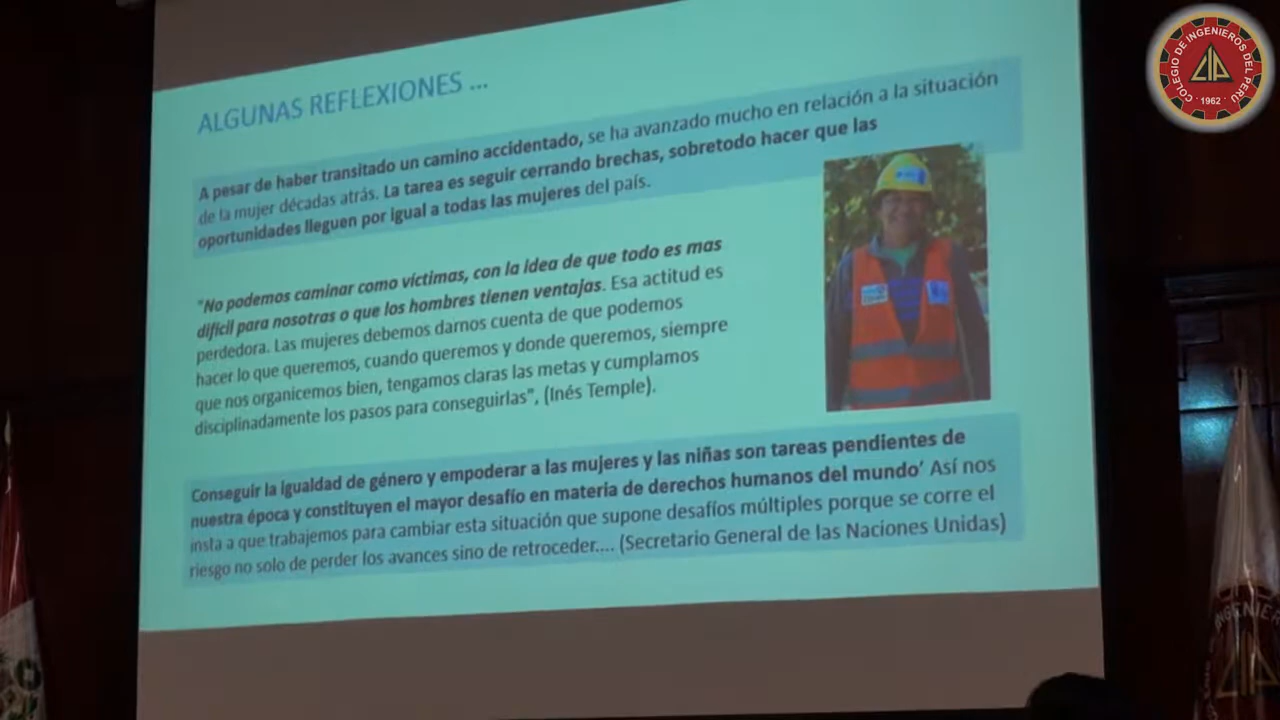 ALGUNAS REFLEXIONES ...
A pesar de haber transitado un camino accidentado, se ha avanzado mucho en relación a la situación
de la mujer décadas atrás. La tarea es seguir cerrando brechas, sobretodo hacer que las
oportunidades lleguen por igual a todas las mujeres del país.
"No podemos caminar como víctimas, con la idea de que todo es mas
difícil para nosotras o que los hombres tienen ventajas. Esa actitud es
perdedora. Las mujeres debemos darnos cuenta de que podemos
hacer lo que queremos, cuando queremos y donde queremos, siempre
que nos organicemos bien, tengamos claras las metas y cumplamos
disciplinadamente los pasos para conseguirlas", (Inés Temple).
Conseguir la igualdad de género y empoderar a las mujeres y las niñas son tareas pendientes de
nuestra época y constituyen el mayor desafío en materia de derechos humanos del mundo' Así nos
insta a que trabajemos para cambiar esta situación que supone desafíos múltiples porque se corre el
riesgo no solo de perder los avances sino de retroceder.... (Secretario General de las Naciones Unidas)
COLEGIO DE INGENIEROS DEL PERÚ
CIP
· 1962 ·